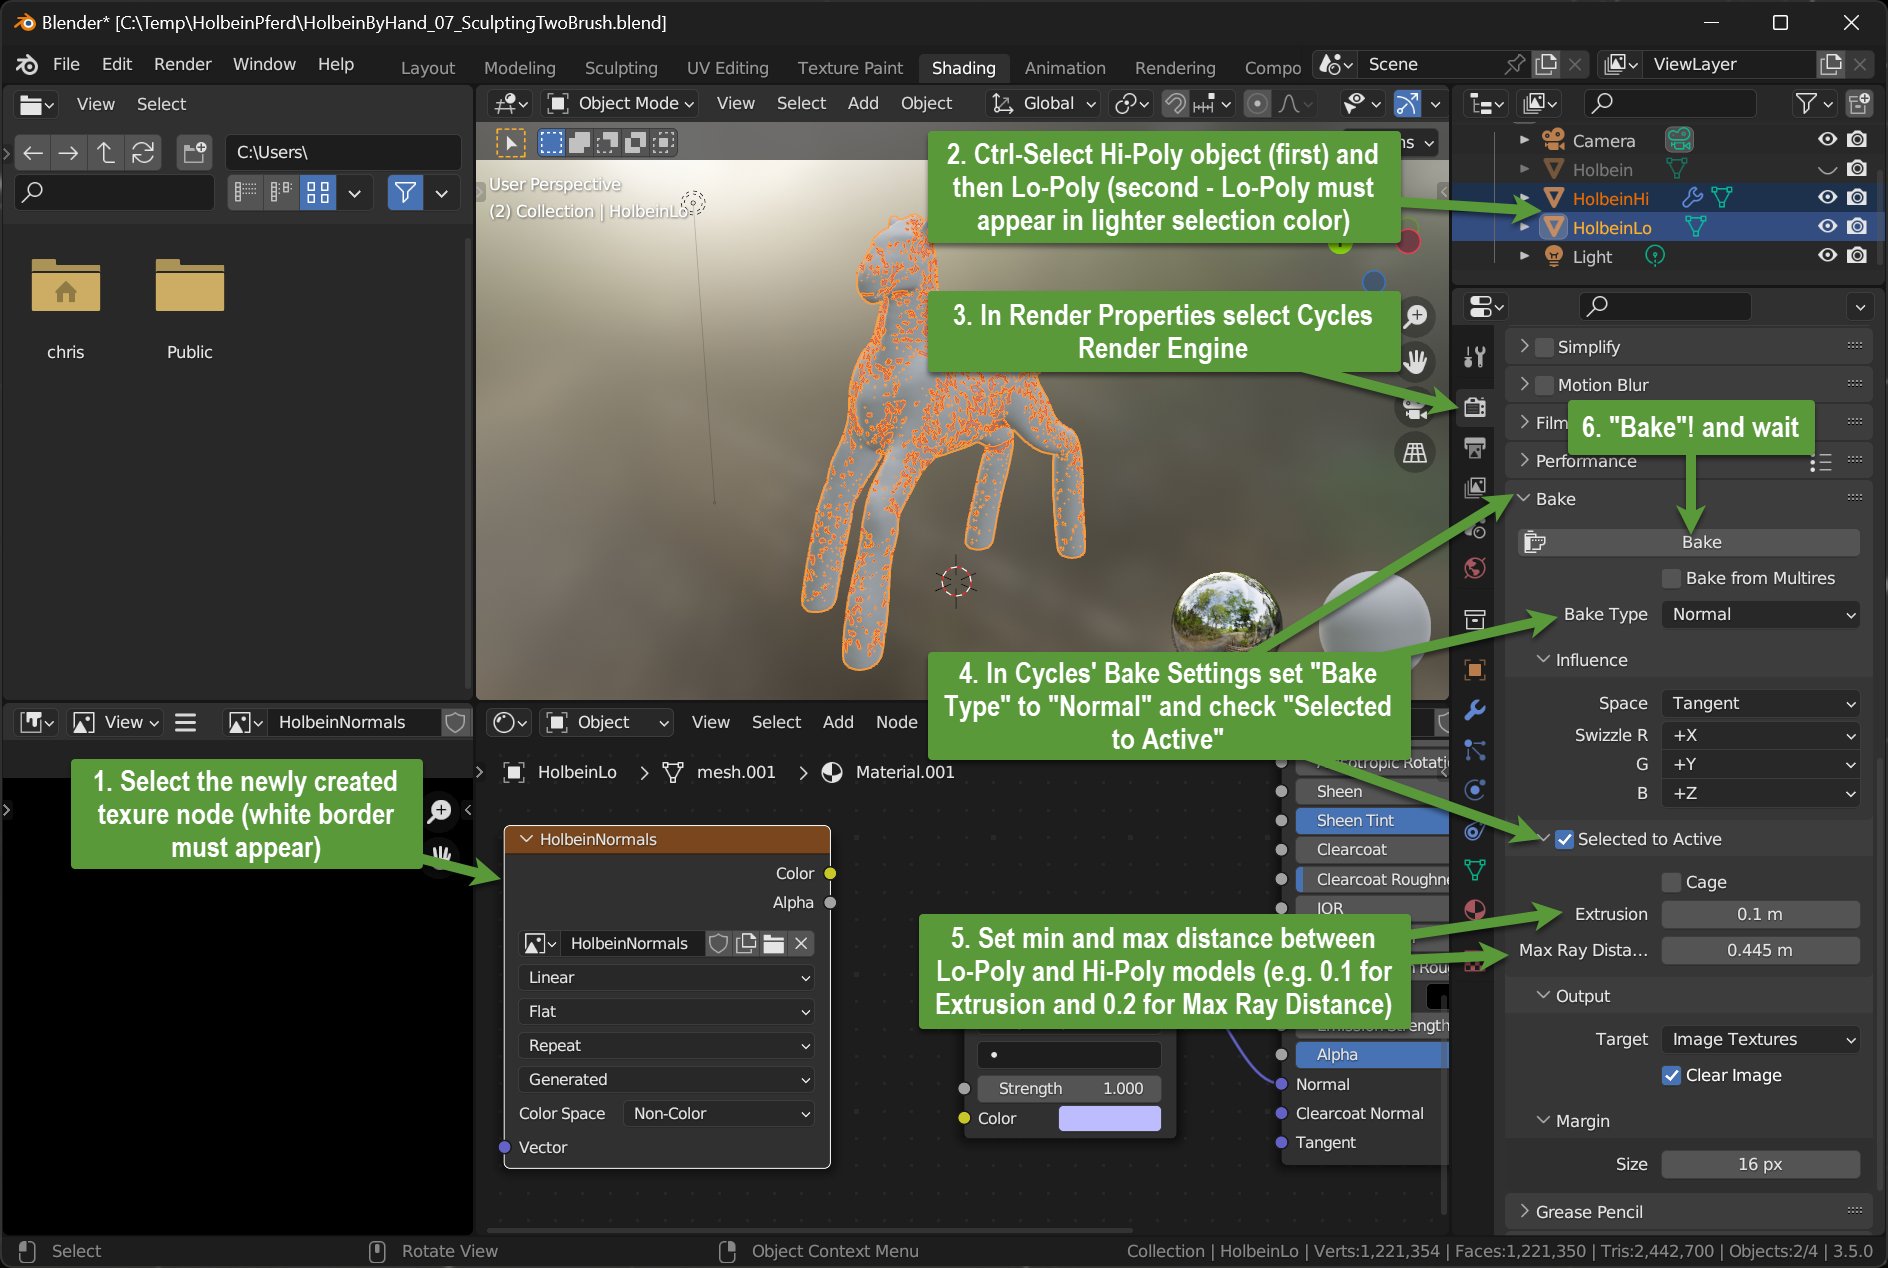 Blender* [C:\Temp\HolbeinPferd\HolbeinByHand_07_SculptingTwoBrush.blend]
File Edit Render Window Help Layout Modeling Sculpting UV Editing Texture Paint Shading Animation Rendering Compo Scene ViewLayer
View Select
Object Mode View Select Add Object Global
C:\Users\
chris Public
User Perspective
(2) Collection | HolbeinLo
2. Ctrl-Select Hi-Poly object (first) and
then Lo-Poly (second - Lo-Poly must
appear in lighter selection color)
Camera
Holbein
HolbeinHi
HolbeinLo
Light
3. In Render Properties select Cycles
Render Engine
Simplify
Motion Blur
Film
6. "Bake"! and wait
Performance
Bake
Bake
Bake from Multires
Bake Type Normal
Influence
Space Tangent
Swizzle R +X
G +Y
B +Z
4. In Cycles' Bake Settings set "Bake
Type" to "Normal" and check "Selected
to Active"
Selected to Active
Cage
Extrusion 0.1 m
Max Ray Dista... 0.445 m
Output
Target Image Textures
Clear Image
Margin
Size 16 px
Grease Pencil
View HolbeinNormals
1. Select the newly created
texure node (white border
must appear)
Object View Select Add Node
HolbeinLo mesh.001 Material.001
HolbeinNormals
Color
Alpha
HolbeinNormals
Linear
Flat
Repeat
Generated
Color Space Non-Color
Vector
Sheen
Sheen Tint
Clearcoat
Clearcoat Roughne
IOR
5. Set min and max distance between
Lo-Poly and Hi-Poly models (e.g. 0.1 for
Extrusion and 0.2 for Max Ray Distance)
Emission Strength
Alpha
Normal
Clearcoat Normal
Tangent
Strength 1.000
Color
Select Rotate View Object Context Menu Collection | HolbeinLo | Verts:1,221,354 | Faces:1,221,350 | Tris:2,442,700 | Objects:2/4 | 3.5.0